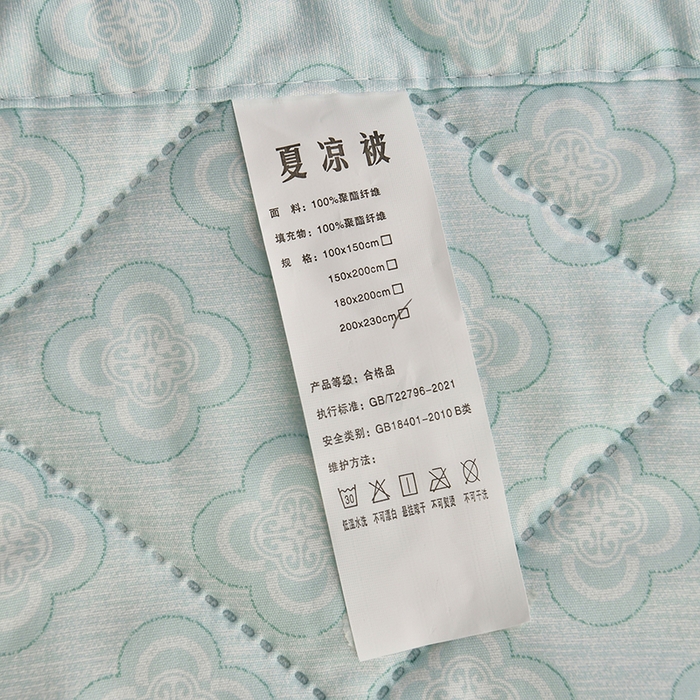 夏凉被
面 料：100%聚酯纤维
填充物：100%聚酯纤维
规 格：100x150cm□
150x200cm□
180x200cm□
200x230cm☑
产品等级：合格品
执行标准：GB/T22796-2021
安全类别：GB18401-2010 B类
维护方法：
30
低温水洗 不可漂白 悬挂晾干 不可熨烫 不可干洗